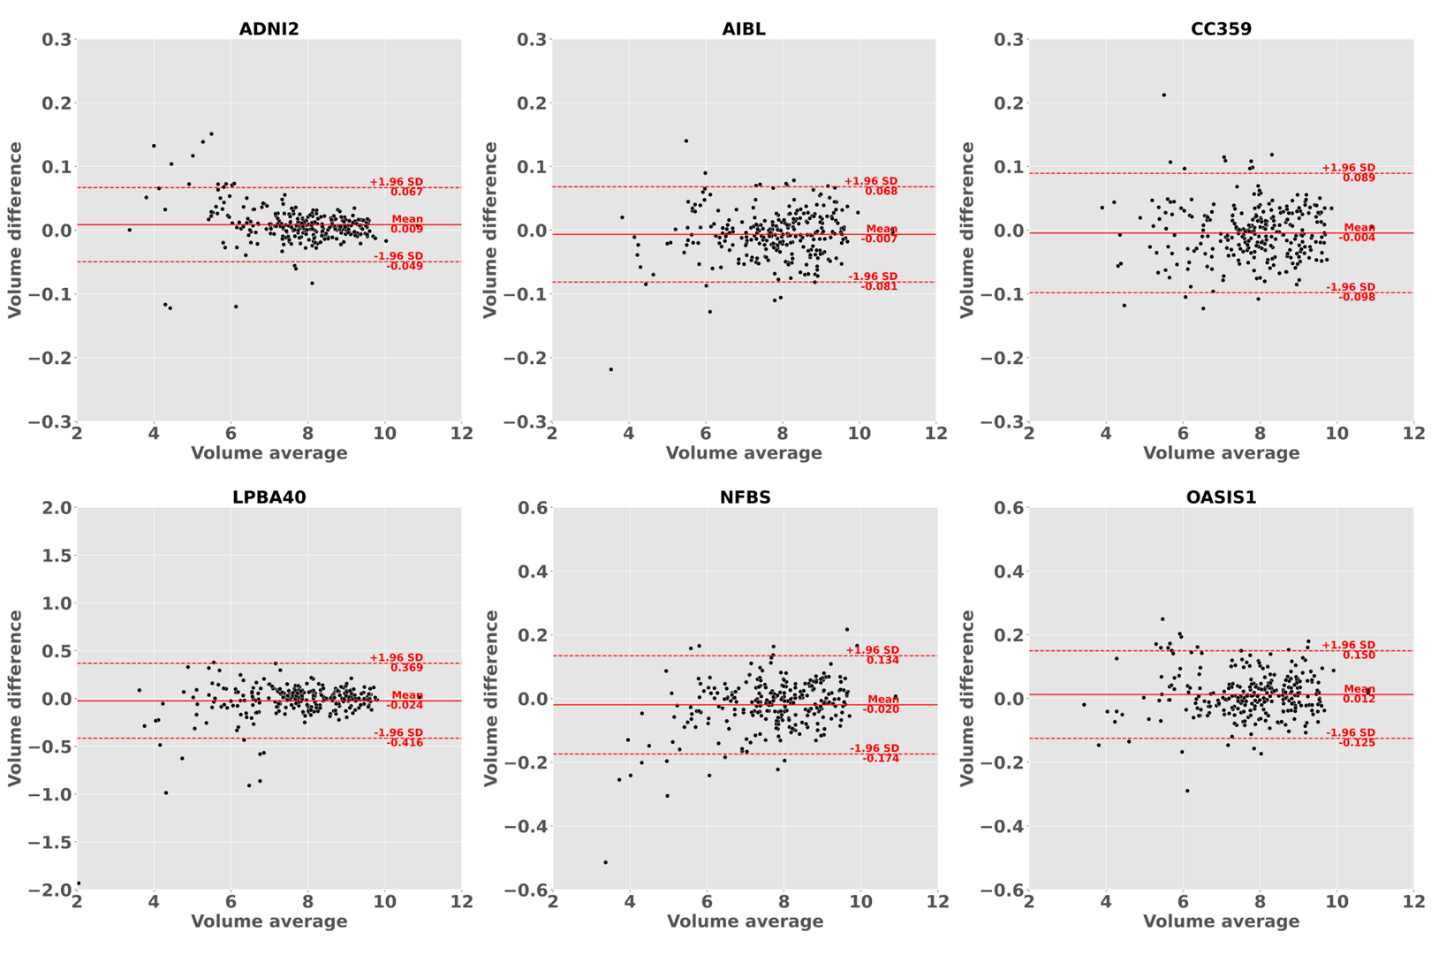 ADNI2
0.3
0.2
0.1
0.0
−0.1
−0.2
−0.3
Volume difference
+1.96 SD
0.067
Mean
0.009
-1.96 SD
-0.049
2 4 6 8 10 12
Volume average
AIBL
0.3
0.2
0.1
0.0
−0.1
−0.2
−0.3
Volume difference
+1.96 SD
0.068
Mean
-0.007
-1.96 SD
-0.081
2 4 6 8 10 12
Volume average
CC359
0.3
0.2
0.1
0.0
−0.1
−0.2
−0.3
Volume difference
+1.96 SD
0.089
Mean
-0.004
-1.96 SD
-0.098
2 4 6 8 10 12
Volume average
LPBA40
2.0
1.5
1.0
0.5
0.0
−0.5
−1.0
−1.5
−2.0
Volume difference
+1.96 SD
0.369
Mean
-0.024
-1.96 SD
-0.416
2 4 6 8 10 12
Volume average
NFBS
0.6
0.4
0.2
0.0
−0.2
−0.4
−0.6
Volume difference
+1.96 SD
0.134
Mean
-0.020
-1.96 SD
-0.174
2 4 6 8 10 12
Volume average
OASIS1
0.6
0.4
0.2
0.0
−0.2
−0.4
−0.6
Volume difference
+1.96 SD
0.150
Mean
0.012
-1.96 SD
-0.125
2 4 6 8 10 12
Volume average